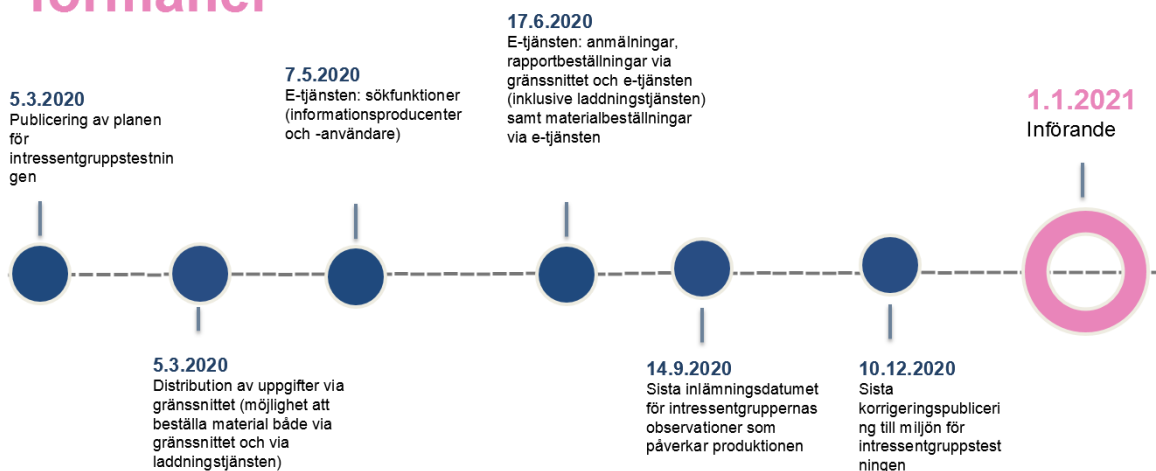 förmåner
5.3.2020
Publicering av planen
för
intressentgruppstestnin
gen
7.5.2020
E-tjänsten: sökfunktioner
(informationsproducenter
och -användare)
17.6.2020
E-tjänsten: anmälningar,
rapportbeställningar via
gränssnittet och e-tjänsten
(inklusive laddningstjänsten)
samt materialbeställningar
via e-tjänsten
1.1.2021
Införande
5.3.2020
Distribution av uppgifter via
gränssnittet (möjlighet att
beställa material både via
gränssnittet och via
laddningstjänsten)
14.9.2020
Sista inlämningsdatumet
för intressentgruppernas
observationer som
påverkar produktionen
10.12.2020
Sista
korrigeringspubliceri
ng till miljön för
intressentgruppstest
ningen